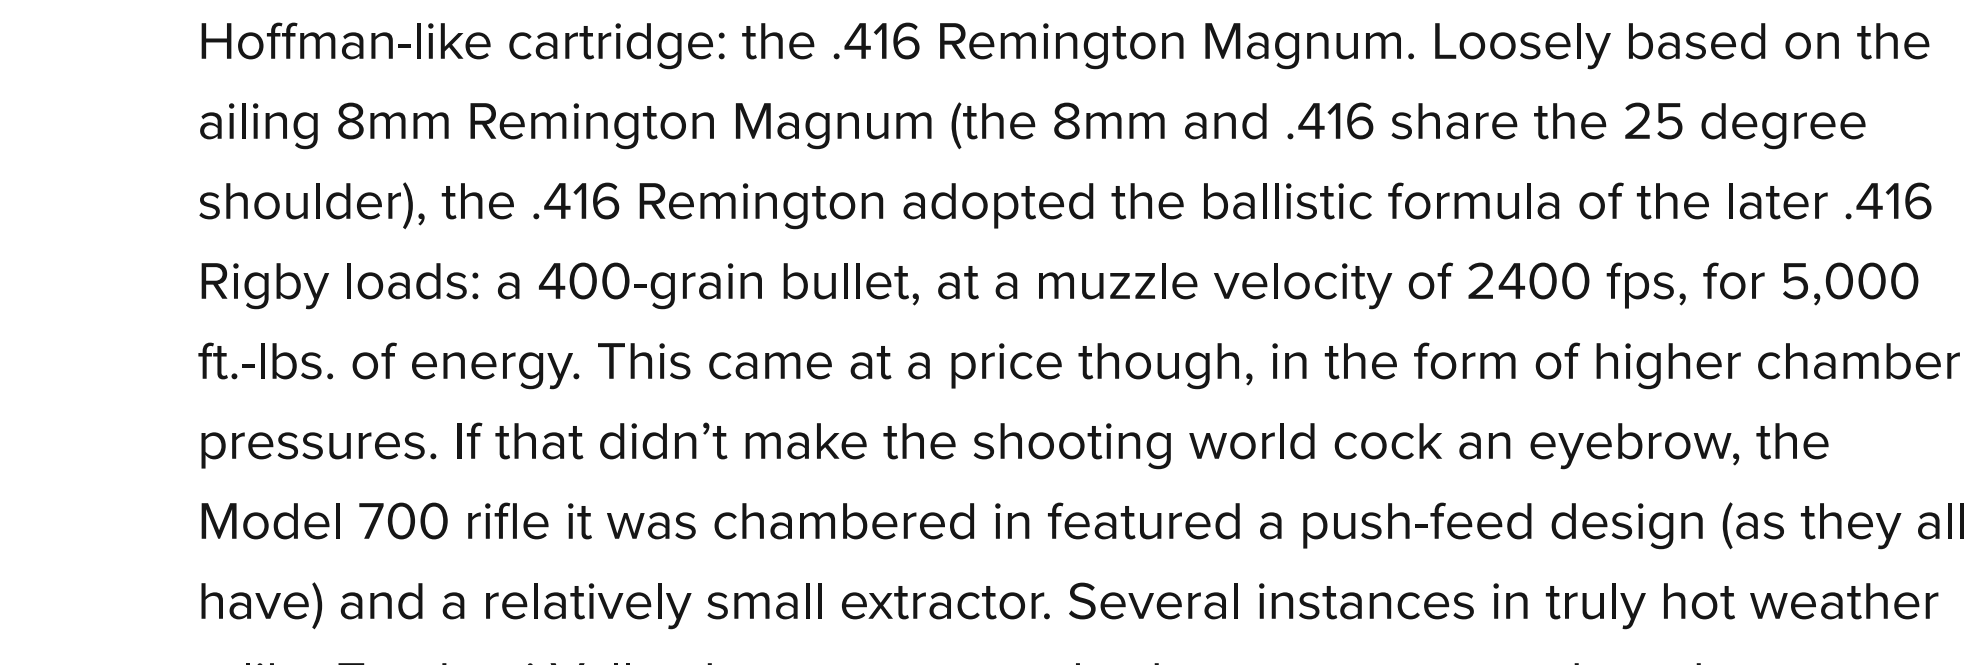 Hoffman-like cartridge: the .416 Remington Magnum. Loosely based on the
ailing 8mm Remington Magnum (the 8mm and .416 share the 25 degree
shoulder), the .416 Remington adopted the ballistic formula of the later .416
Rigby loads: a 400-grain bullet, at a muzzle velocity of 2400 fps, for 5,000
ft.-lbs. of energy. This came at a price though, in the form of higher chamber
pressures. If that didn’t make the shooting world cock an eyebrow, the
Model 700 rifle it was chambered in featured a push-feed design (as they all
have) and a relatively small extractor. Several instances in truly hot weather